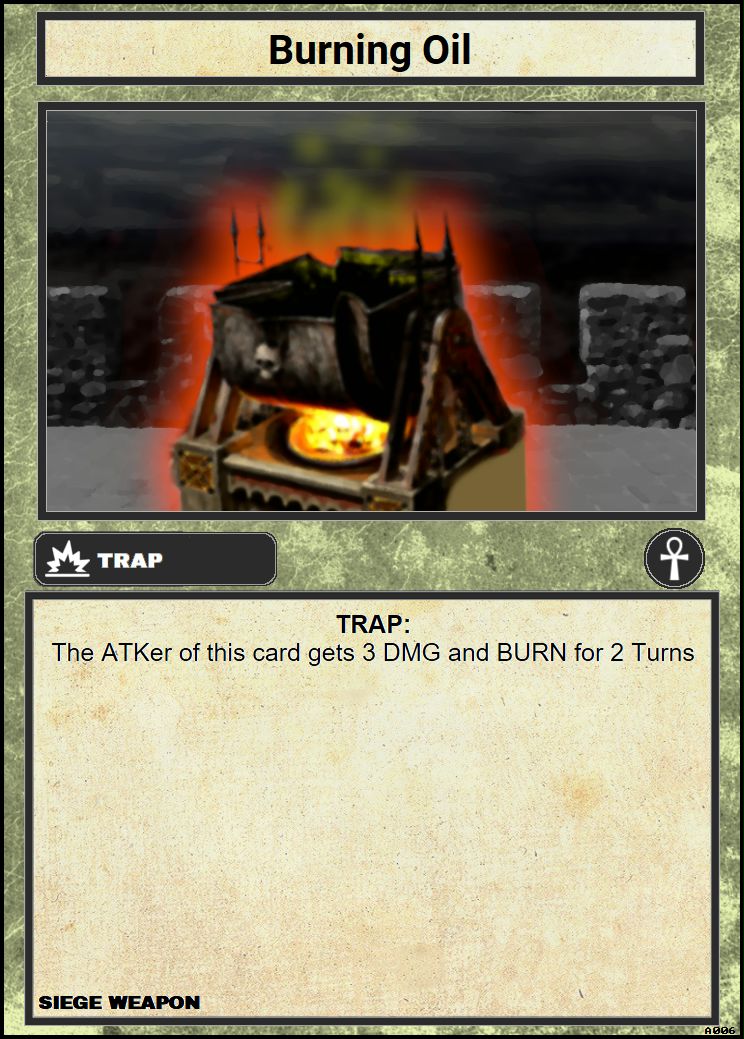 Burning Oil
TRAP
TRAP:
The ATKer of this card gets 3 DMG and BURN for 2 Turns
SIEGE WEAPON
A006